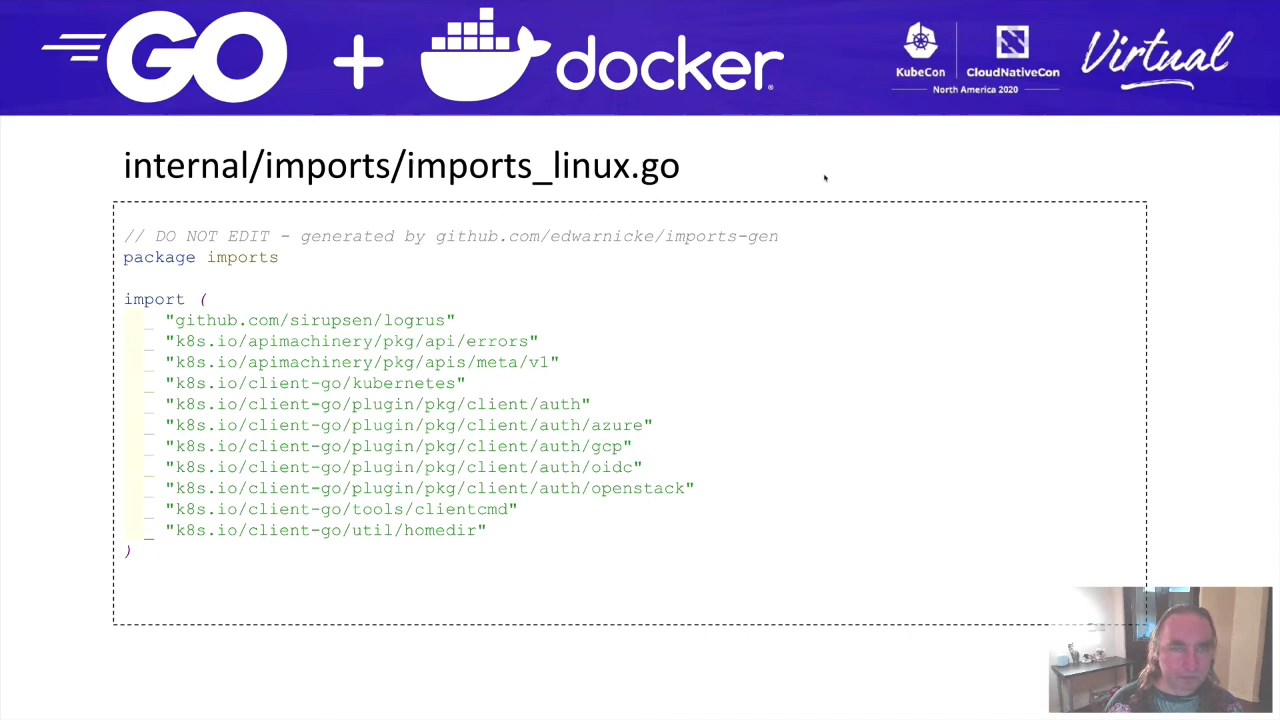 GO + docker
KubeCon
CloudNativeCon
North America 2020
Virtual
internal/imports/imports_linux.go
// DO NOT EDIT - generated by github.com/edwarnicke/imports-gen
package imports
import (
_ "github.com/sirupsen/logrus"
_ "k8s.io/apimachinery/pkg/api/errors"
_ "k8s.io/apimachinery/pkg/apis/meta/v1"
_ "k8s.io/client-go/kubernetes"
_ "k8s.io/client-go/plugin/pkg/client/auth"
_ "k8s.io/client-go/plugin/pkg/client/auth/azure"
_ "k8s.io/client-go/plugin/pkg/client/auth/gcp"
_ "k8s.io/client-go/plugin/pkg/client/auth/oidc"
_ "k8s.io/client-go/plugin/pkg/client/auth/openstack"
_ "k8s.io/client-go/tools/clientcmd"
_ "k8s.io/client-go/util/homedir"
)